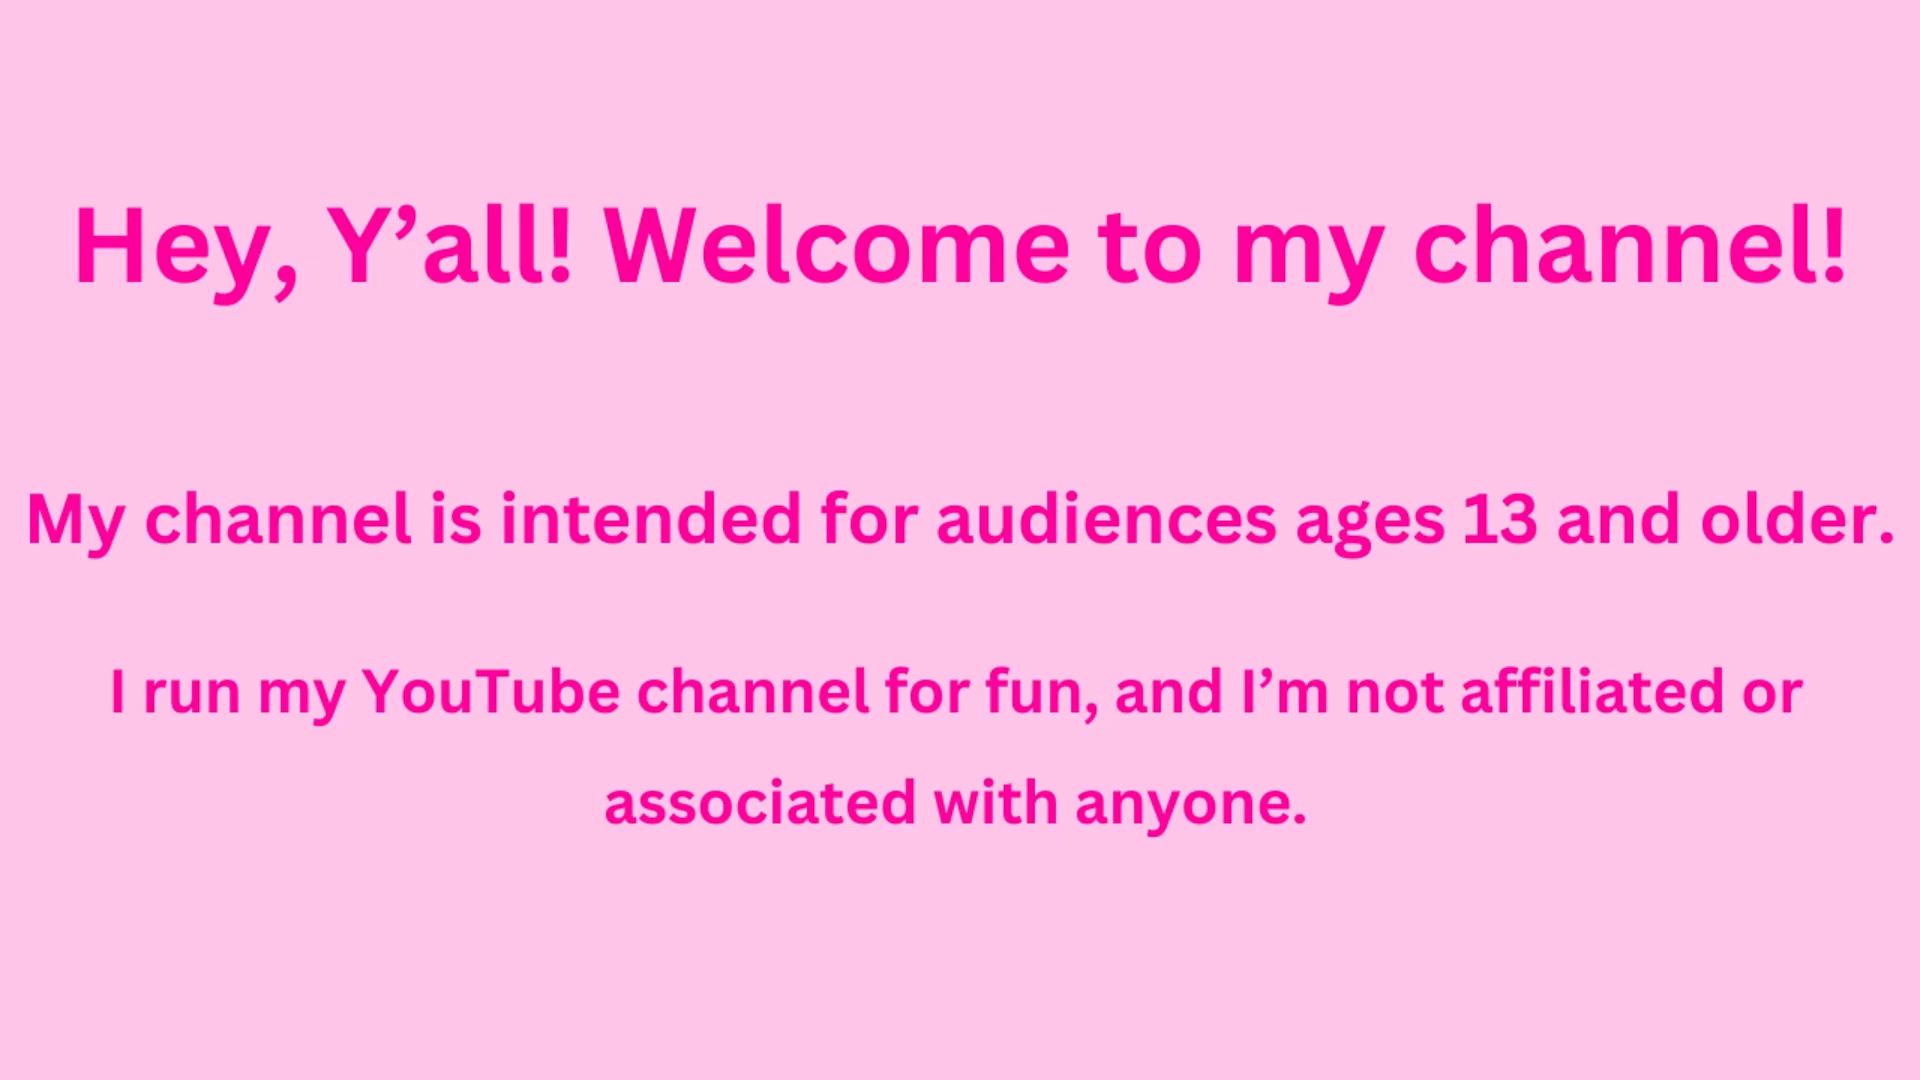 Hey, Y’all! Welcome to my channel!
My channel is intended for audiences ages 13 and older.
I run my YouTube channel for fun, and I’m not affiliated or
associated with anyone.